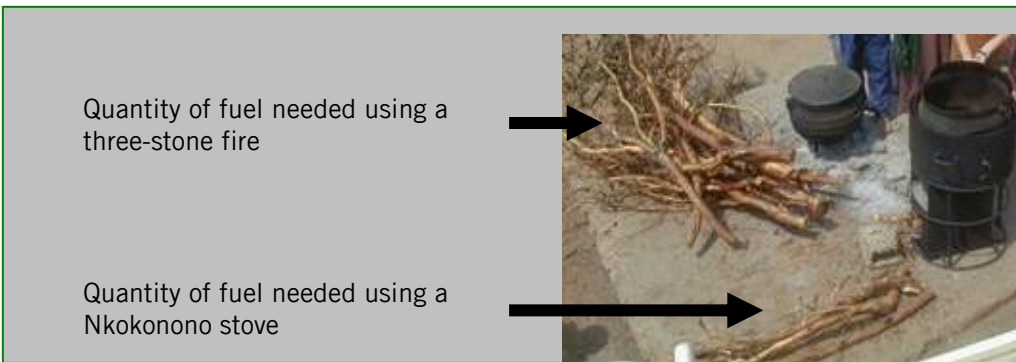 Quantity of fuel needed using a
three-stone fire
Quantity of fuel needed using a
Nkokonono stove